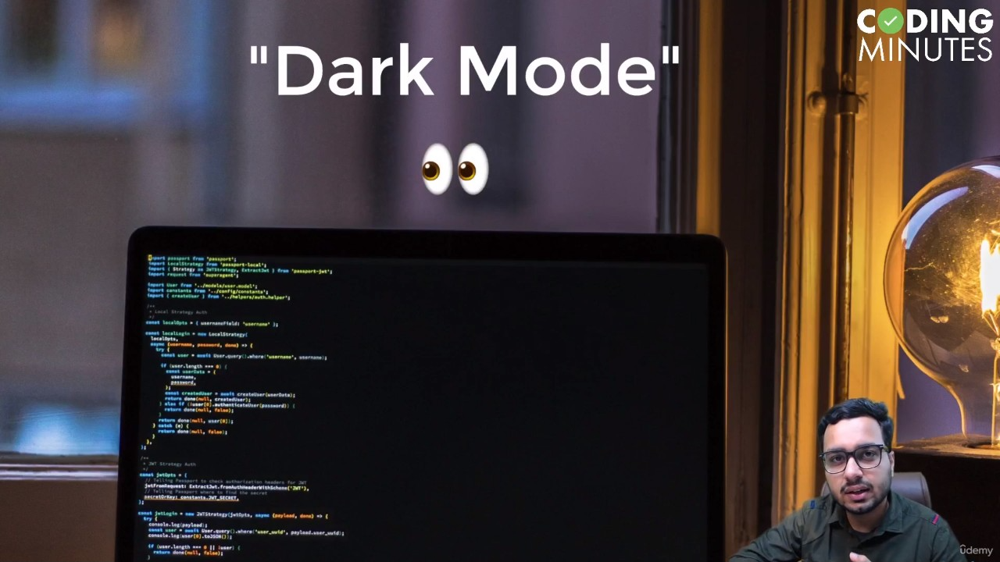 "Dark Mode"
CODING
MINUTES
import passport from 'passport';
import LocalStrategy from 'passport-local';
import { Strategy as JWTStrategy, ExtractJwt } from 'passport-jwt';
import request from 'superagent';
import User from '../models/user.model';
import constants from '../config/constants';
import { createUser } from '../helpers/auth.helper';
/**
* Local Strategy Auth
*/
const localOpts = { usernameField: 'username' };
const localLogin = new LocalStrategy(
localOpts,
async (username, password, done) => {
try {
const user = await User.query().where('username', username);
if (user.length === 0) {
const userData = {
username,
password,
};
const createdUser = await createUser(userData);
return done(null, createdUser);
} else if (!user[0].authenticateUser(password)) {
return done(null, false);
}
return done(null, user[0]);
} catch (e) {
return done(null, false);
}
},
);
/**
* JWT Strategy Auth
*/
const jwtOpts = {
// Telling Passport to check authorization headers for JWT
jwtFromRequest: ExtractJwt.fromAuthHeaderWithScheme('JWT'),
// Telling Passport where to find the secret
secretOrKey: constants.JWT_SECRET,
};
const jwtLogin = new JWTStrategy(jwtOpts, async (payload, done) => {
try {
console.log(payload);
const user = await User.query().where('user_uuid', payload.user_uuid);
console.log(user[0].toJSON());
if (user.length === 0 || !user) {
return done(null, false);
}
ûdemy